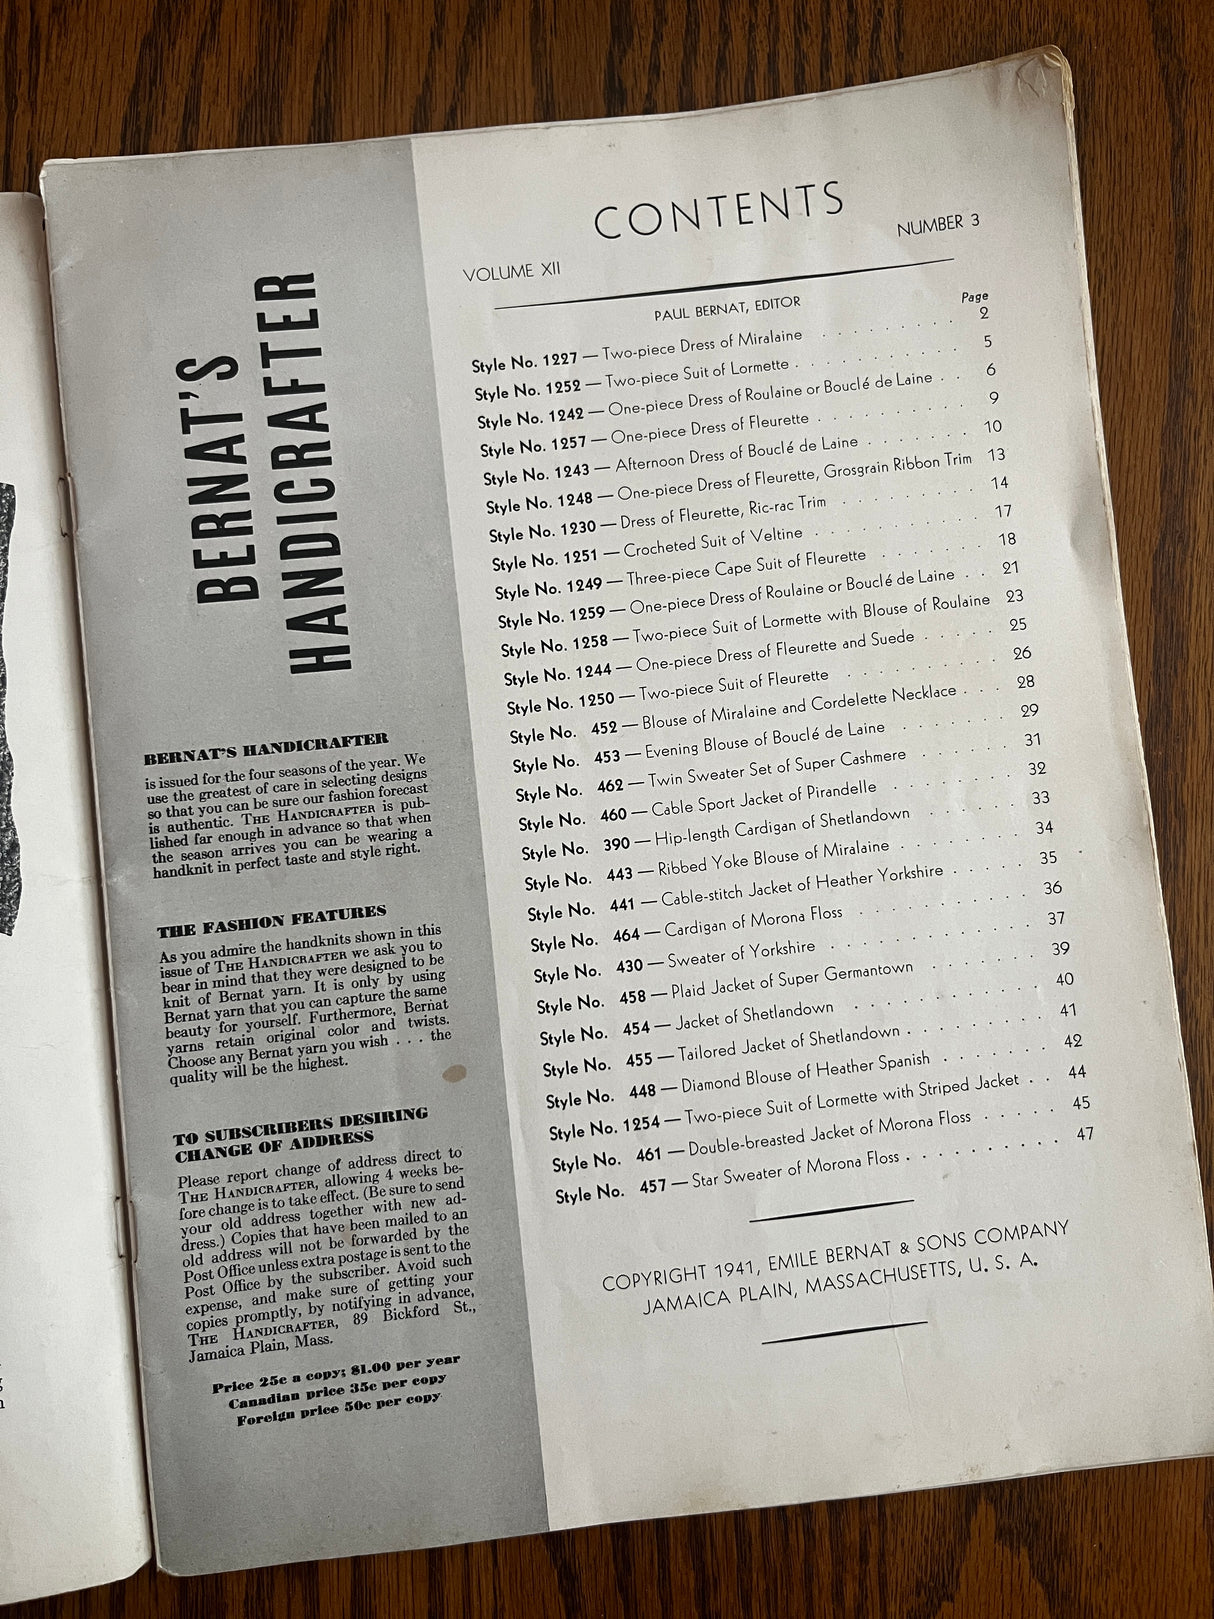 BERNAT'S
HANDICRAFTER
BERNAT'S HANDICRAFTER
is issued for the four seasons of the year. We
use the greatest of care in selecting designs
so that you can be sure our fashion forecast
is authentic. THE HANDICRAFTER is pub-
lished far enough in advance so that when
the season arrives you can be wearing a
handknit in perfect taste and style right.
THE FASHION FEATURES
As you admire the handknits shown in this
issue of THE HANDICRAFTER we ask you to
bear in mind that they were designed to be
knit of Bernat yarn. It is only by using
Bernat yarn that you can capture the same
beauty for yourself. Furthermore, Bernat
yarns retain original color and twists.
Choose any Bernat yarn you wish . . . the
quality will be the highest.
TO SUBSCRIBERS DESIRING
CHANGE OF ADDRESS
Please report change of address direct to
THE HANDICRAFTER, allowing 4 weeks be-
fore change is to take effect. (Be sure to send
your old address together with new ad-
dress.) Copies that have been mailed to an
old address will not be forwarded by the
Post Office unless extra postage is sent to the
Post Office by the subscriber. Avoid such
expense, and make sure of getting your
copies promptly, by notifying in advance,
THE HANDICRAFTER, 89 Bickford St.,
Jamaica Plain, Mass.
Price 25c a copy; $1.00 per year
Canadian price 35c per copy
Foreign price 50c per copy
CONTENTS
VOLUME XII NUMBER 3
PAUL BERNAT, EDITOR
Page
Style No. 1227 — Two-piece Dress of Miralaine . . . . . . . . . 2
Style No. 1252 — Two-piece Suit of Lormette . . . . . . . . . . 5
Style No. 1242 — One-piece Dress of Roulaine or Bouclé de Laine . . 6
Style No. 1257 — One-piece Dress of Fleurette . . . . . . . . . 9
Style No. 1243 — Afternoon Dress of Bouclé de Laine . . . . . . . 10
Style No. 1248 — One-piece Dress of Fleurette, Grosgrain Ribbon Trim 13
Style No. 1230 — Dress of Fleurette, Ric-rac Trim . . . . . . . . 14
Style No. 1251 — Crocheted Suit of Veltine . . . . . . . . . 17
Style No. 1249 — Three-piece Cape Suit of Fleurette . . . . . . 18
Style No. 1259 — One-piece Dress of Roulaine or Bouclé de Laine . . 21
Style No. 1258 — Two-piece Suit of Lormette with Blouse of Roulaine 23
Style No. 1244 — One-piece Dress of Fleurette and Suede . . . . . 25
Style No. 1250 — Two-piece Suit of Fleurette . . . . . . . . 26
Style No. 452 — Blouse of Miralaine and Cordelette Necklace . . . 28
Style No. 453 — Evening Blouse of Bouclé de Laine . . . . . . 29
Style No. 462 — Twin Sweater Set of Super Cashmere . . . . . . 31
Style No. 460 — Cable Sport Jacket of Pirandelle . . . . . . . 32
Style No. 390 — Hip-length Cardigan of Shetlandown . . . . . . 33
Style No. 443 — Ribbed Yoke Blouse of Miralaine . . . . . . . 34
Style No. 441 — Cable-stitch Jacket of Heather Yorkshire . . . . . 35
Style No. 464 — Cardigan of Morona Floss . . . . . . . . . 36
Style No. 430 — Sweater of Yorkshire . . . . . . . . . . . 37
Style No. 458 — Plaid Jacket of Super Germantown . . . . . . . 39
Style No. 454 — Jacket of Shetlandown . . . . . . . . . . 40
Style No. 455 — Tailored Jacket of Shetlandown . . . . . . . . 41
Style No. 448 — Diamond Blouse of Heather Spanish . . . . . . 42
Style No. 1254 — Two-piece Suit of Lormette with Striped Jacket . . 44
Style No. 461 — Double-breasted Jacket of Morona Floss . . . . . 45
Style No. 457 — Star Sweater of Morona Floss . . . . . . . . 47
COPYRIGHT 1941, EMILE BERNAT & SONS COMPANY
JAMAICA PLAIN, MASSACHUSETTS, U. S. A.